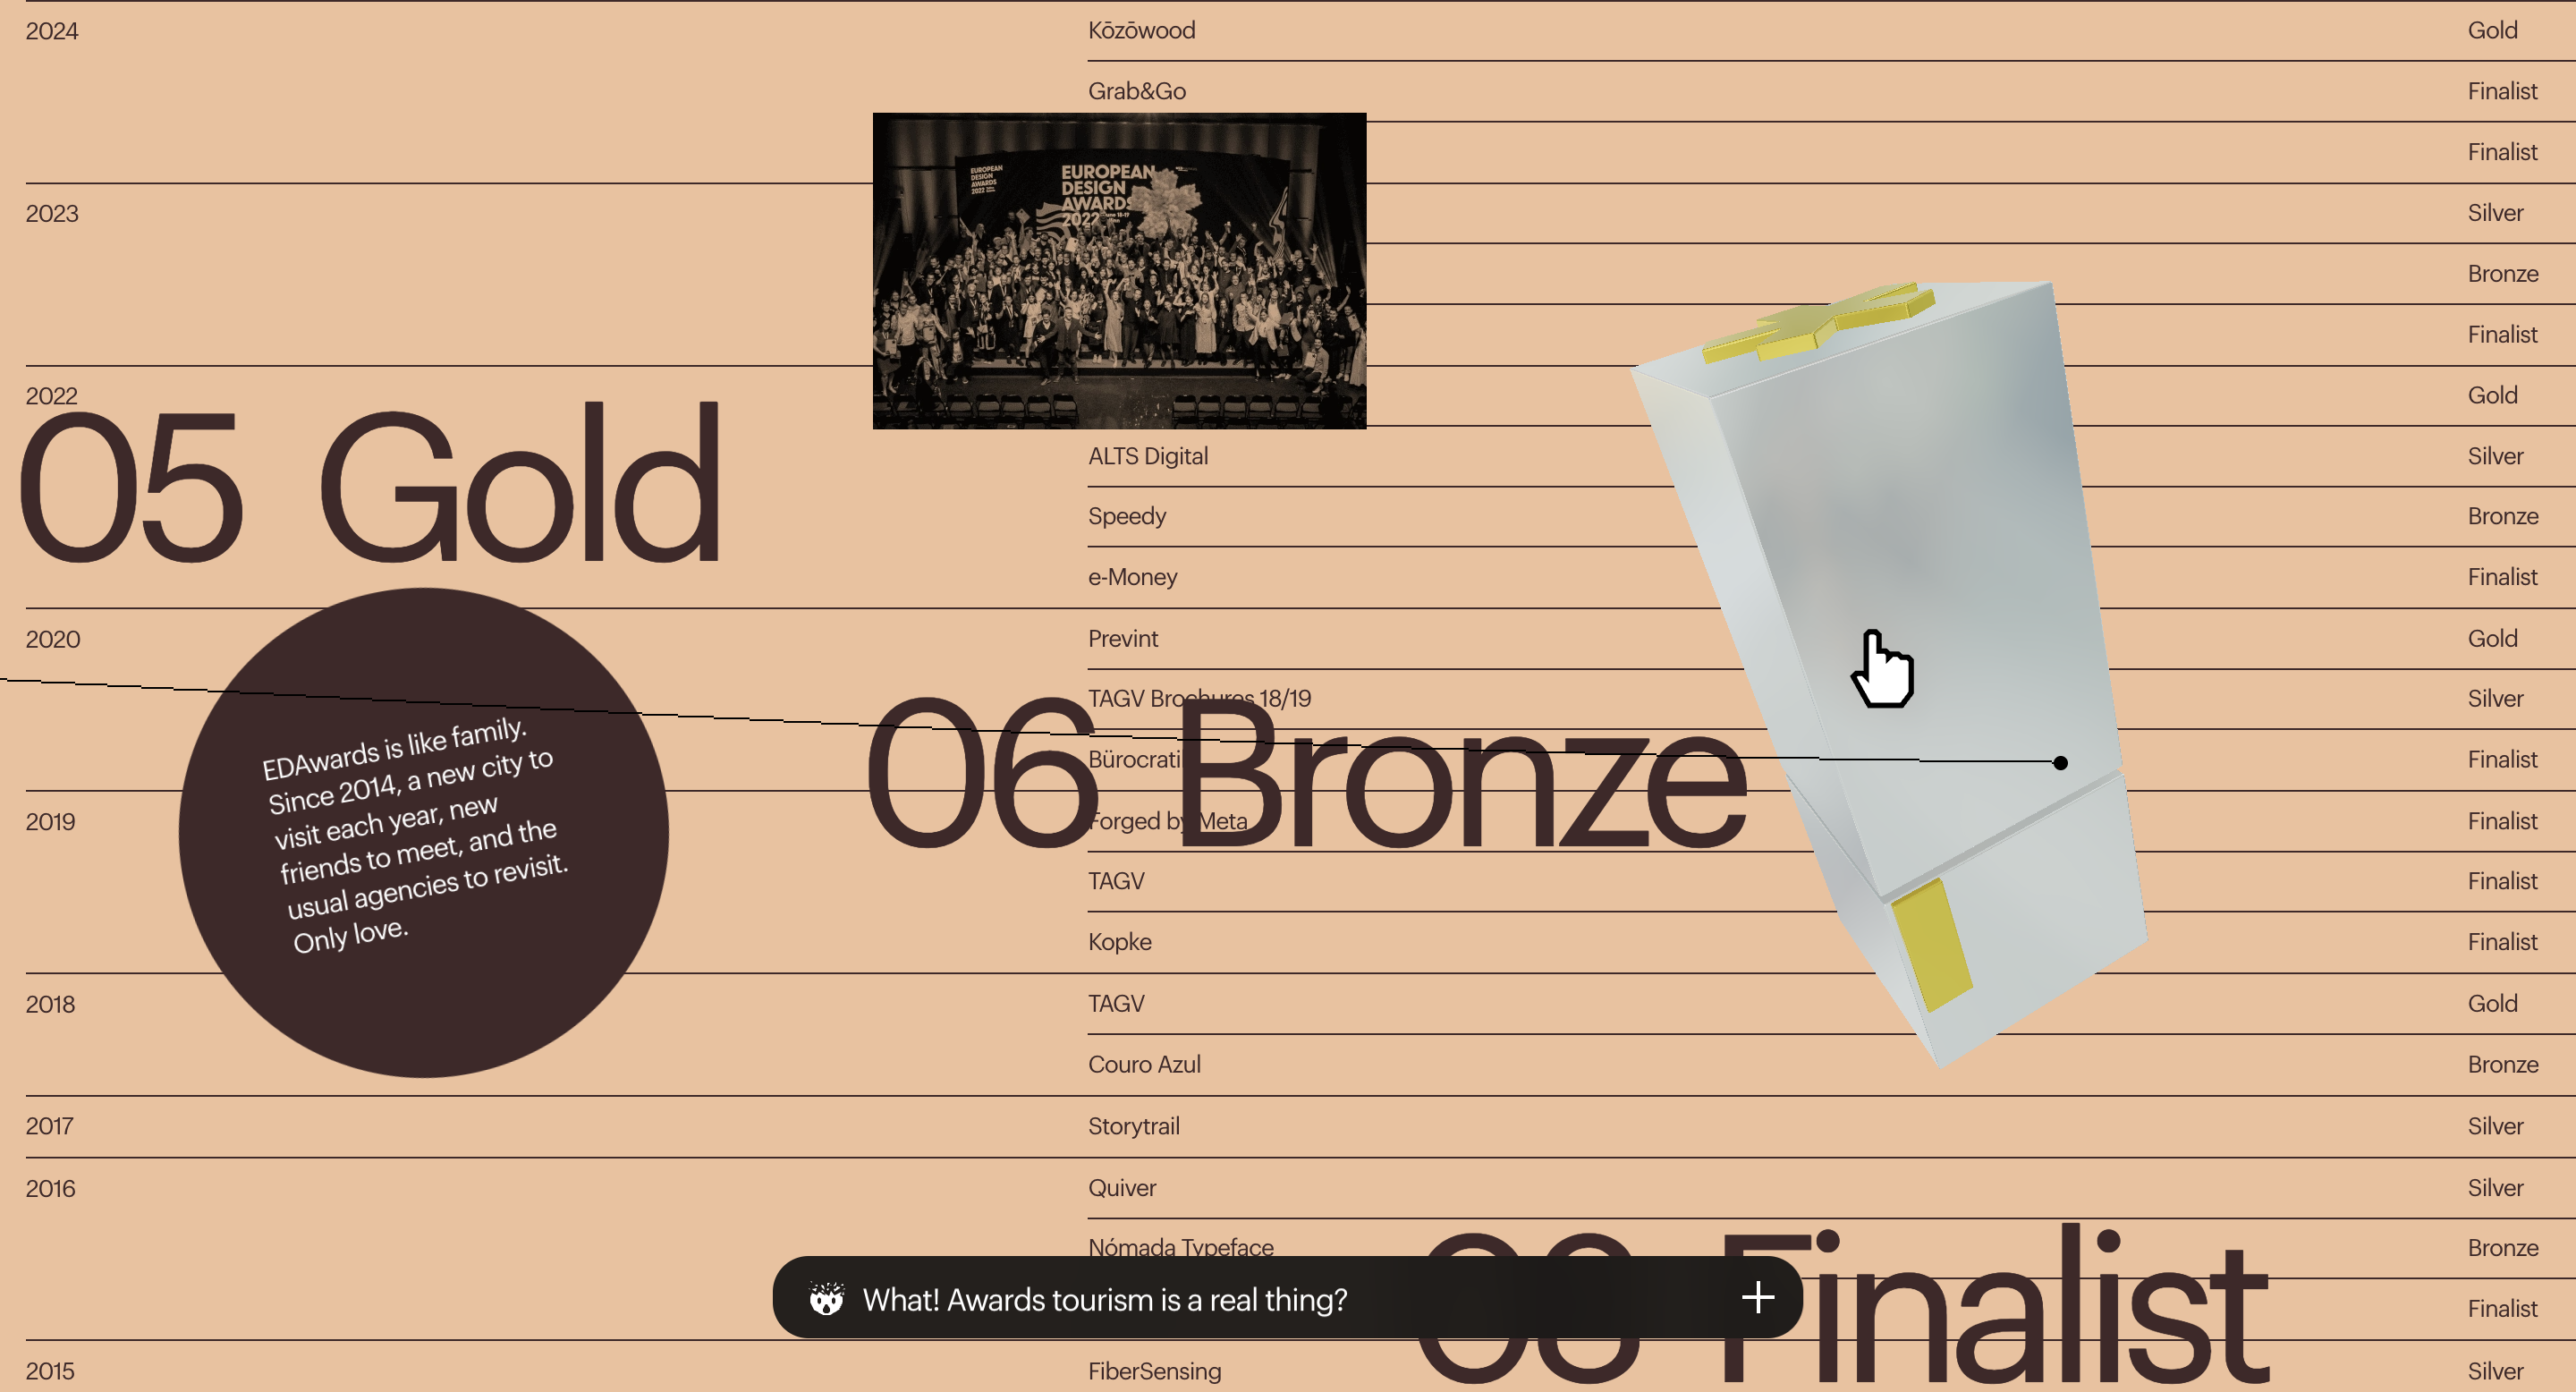 2024 Kōzōwood Gold
Grab&Go Finalist
Finalist
2023 Silver
Bronze
Finalist
2022 Gold
ALTS Digital Silver
Speedy Bronze
e-Money Finalist
2020 Prevint Gold
TAGV Brochures 18/19 Silver
Finalist
2019 Forged by Meta Finalist
TAGV Finalist
Kopke Finalist
2018 TAGV Gold
Couro Azul Bronze
2017 Storytrail Silver
2016 Quiver Silver
Nómada Typeface Bronze
Finalist
2015 FiberSensing Silver
EUROPEAN
DESIGN
AWARDS
2022
EUROPEAN
DESIGN
AWARDS
2022
05 Gold
EDAwards is like family.
Since 2014, a new city to
visit each year, new
friends to meet, and the
usual agencies to revisit.
Only love.
06 Bronze
Finalist
What! Awards tourism is a real thing?